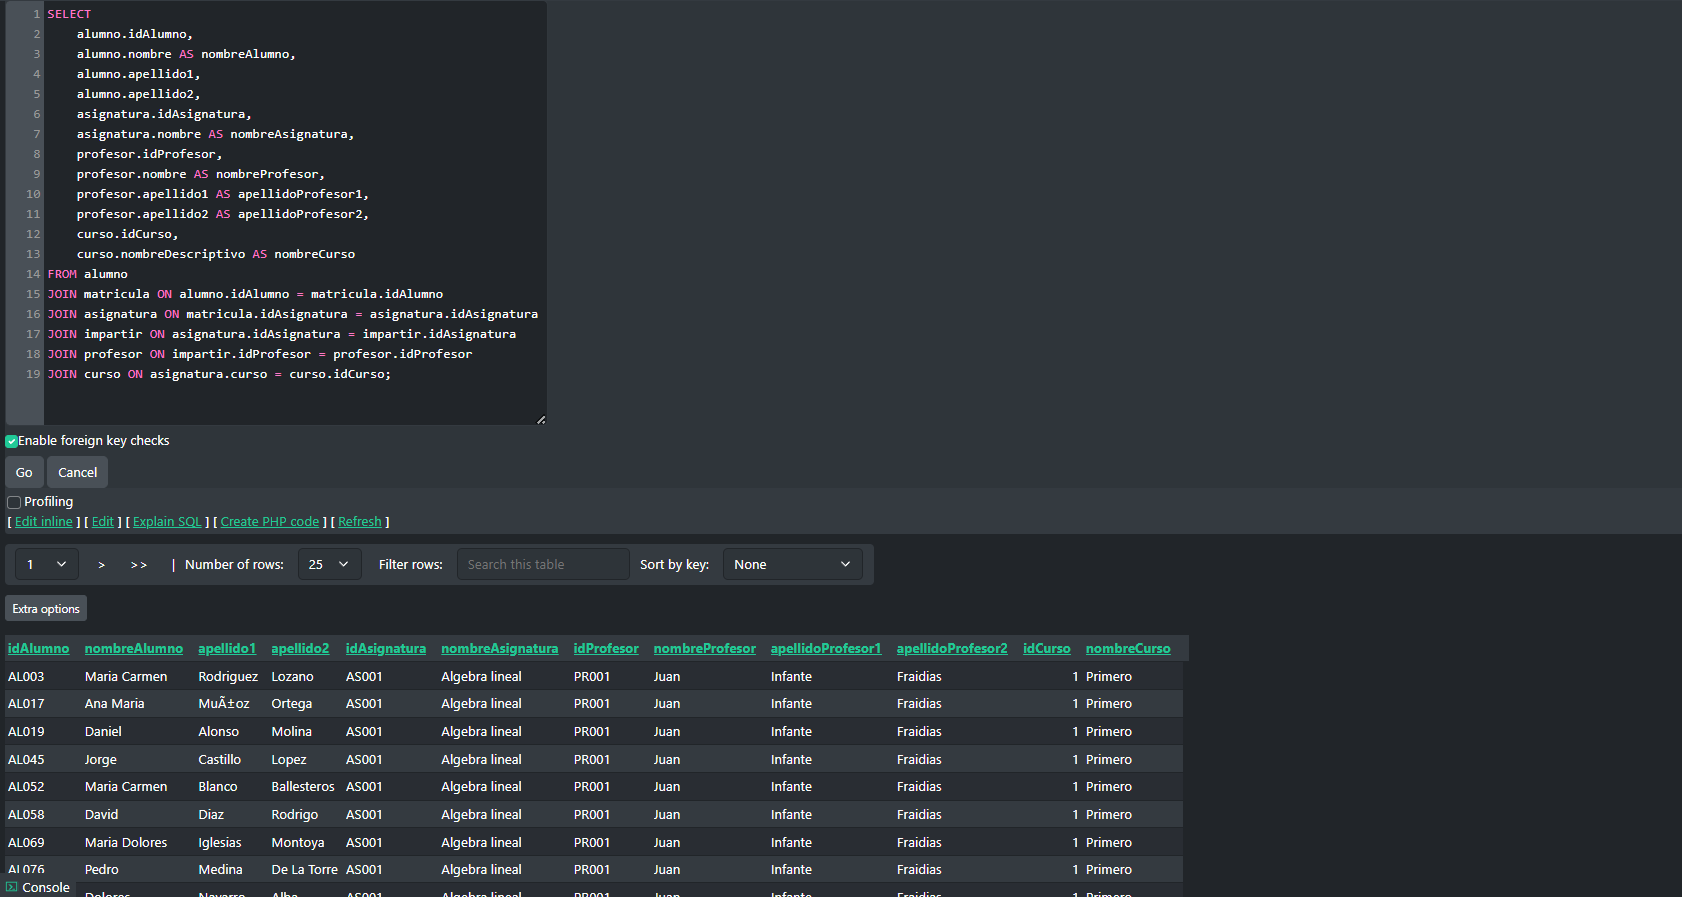 1 SELECT
2 alumno.idAlumno,
3 alumno.nombre AS nombreAlumno,
4 alumno.apellido1,
5 alumno.apellido2,
6 asignatura.idAsignatura,
7 asignatura.nombre AS nombreAsignatura,
8 profesor.idProfesor,
9 profesor.nombre AS nombreProfesor,
10 profesor.apellido1 AS apellidoProfesor1,
11 profesor.apellido2 AS apellidoProfesor2,
12 curso.idCurso,
13 curso.nombreDescriptivo AS nombreCurso
14 FROM alumno
15 JOIN matricula ON alumno.idAlumno = matricula.idAlumno
16 JOIN asignatura ON matricula.idAsignatura = asignatura.idAsignatura
17 JOIN impartir ON asignatura.idAsignatura = impartir.idAsignatura
18 JOIN profesor ON impartir.idProfesor = profesor.idProfesor
19 JOIN curso ON asignatura.curso = curso.idCurso;
Enable foreign key checks
Go Cancel
Profiling
[ Edit inline ] [ Edit ] [ Explain SQL ] [ Create PHP code ] [ Refresh ]
1 > >> | Number of rows: 25 Filter rows: Search this table Sort by key: None
Extra options
idAlumno nombreAlumno apellido1 apellido2 idAsignatura nombreAsignatura idProfesor nombreProfesor apellidoProfesor1 apellidoProfesor2 idCurso nombreCurso
AL003 Maria Carmen Rodriguez Lozano AS001 Algebra lineal PR001 Juan Infante Fraidias 1 Primero
AL017 Ana Maria MuÃ±oz Ortega AS001 Algebra lineal PR001 Juan Infante Fraidias 1 Primero
AL019 Daniel Alonso Molina AS001 Algebra lineal PR001 Juan Infante Fraidias 1 Primero
AL045 Jorge Castillo Lopez AS001 Algebra lineal PR001 Juan Infante Fraidias 1 Primero
AL052 Maria Carmen Blanco Ballesteros AS001 Algebra lineal PR001 Juan Infante Fraidias 1 Primero
AL058 David Diaz Rodrigo AS001 Algebra lineal PR001 Juan Infante Fraidias 1 Primero
AL069 Maria Dolores Iglesias Montoya AS001 Algebra lineal PR001 Juan Infante Fraidias 1 Primero
AL076 Pedro Medina De La Torre AS001 Algebra lineal PR001 Juan Infante Fraidias 1 Primero
Console
Dolores Navarro Alba AS001 Algebra lineal PR001 Juan Infante Fraidias 1 Primero